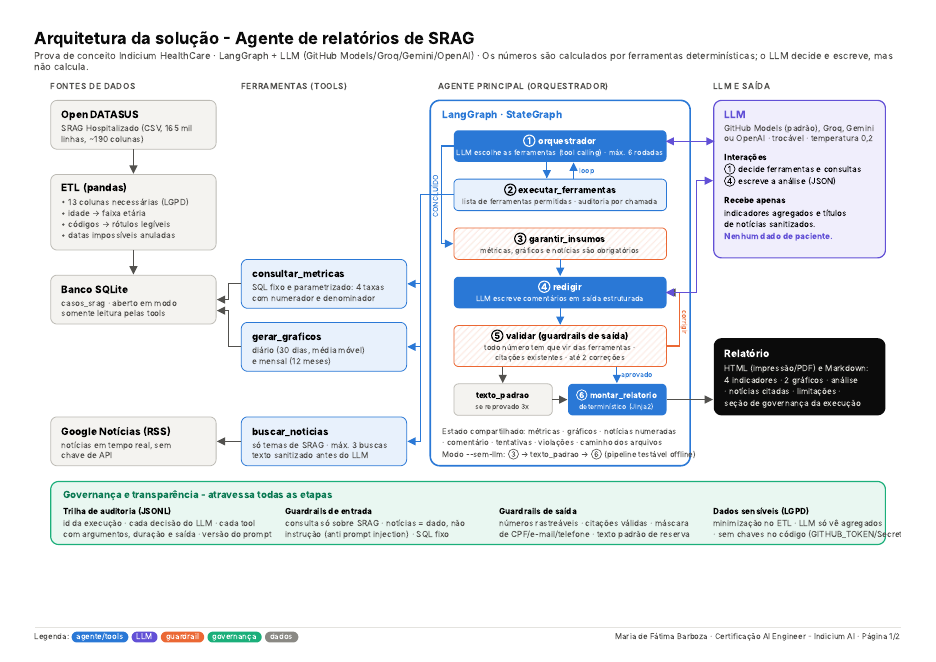 Arquitetura da solução - Agente de relatórios de SRAG
Prova de conceito Indicium HealthCare · LangGraph + LLM (GitHub Models/Groq/Gemini/OpenAI) · Os números são calculados por ferramentas determinísticas; o LLM decide e escreve, mas
não calcula.
FONTES DE DADOS
FERRAMENTAS (TOOLS)
AGENTE PRINCIPAL (ORQUESTRADOR)
LLM E SAÍDA
Open DATASUS
SRAG Hospitalizado (CSV, 165 mil
linhas, ~190 colunas)
ETL (pandas)
• 13 colunas necessárias (LGPD)
• idade → faixa etária
• códigos → rótulos legíveis
• datas impossíveis anuladas
Banco SQLite
casos_srag · aberto em modo
somente leitura pelas tools
Google Notícias (RSS)
notícias em tempo real, sem
chave de API
consultar_metricas
SQL fixo e parametrizado: 4 taxas
com numerador e denominador
gerar_graficos
diário (30 dias, média móvel)
e mensal (12 meses)
buscar_noticias
só temas de SRAG · máx. 3 buscas
texto sanitizado antes do LLM
LangGraph · StateGraph
① orquestrador
LLM escolhe as ferramentas (tool calling) · máx. 6 rodadas
loop
CONCLUÍDO
② executar_ferramentas
lista de ferramentas permitidas · auditoria por chamada
③ garantir_insumos
métricas, gráficos e notícias são obrigatórios
④ redigir
LLM escreve comentários em saída estruturada
corrigir
⑤ validar (guardrails de saída)
todo número tem que vir das ferramentas ·
citações existentes · até 2 correções
aprovado
texto_padrao
se reprovado 3x
⑥ montar_relatorio
determinístico (Jinja2)
Estado compartilhado: métricas · gráficos · notícias numeradas
· comentário · tentativas · violações · caminho dos arquivos
Modo --sem-llm: ③ → texto_padrao → ⑥ (pipeline testável offline)
LLM
GitHub Models (padrão), Groq, Gemini
ou OpenAI · trocável · temperatura 0,2
Interações
① decide ferramentas e consultas
④ escreve a análise (JSON)
Recebe apenas
indicadores agregados e títulos
de notícias sanitizados.
Nenhum dado de paciente.
Relatório
HTML (impressão/PDF) e Markdown:
4 indicadores · 2 gráficos · análise
· notícias citadas · limitações ·
seção de governança da execução
Governança e transparência - atravessa todas as etapas
Trilha de auditoria (JSONL)
id da execução · cada decisão do LLM · cada tool
com argumentos, duração e saída · versão do prompt
Guardrails de entrada
consulta só sobre SRAG · notícias = dado, não
instrução (anti prompt injection) · SQL fixo
Guardrails de saída
números rastreáveis · citações válidas · máscara
de CPF/e-mail/telefone · texto padrão de reserva
Dados sensíveis (LGPD)
minimização no ETL · LLM só vê agregados
· sem chaves no código (GITHUB_TOKEN/Secret
Legenda: agente/tools LLM guardrail governança dados
Maria de Fátima Barboza · Certificação AI Engineer - Indicium AI · Página 1/2